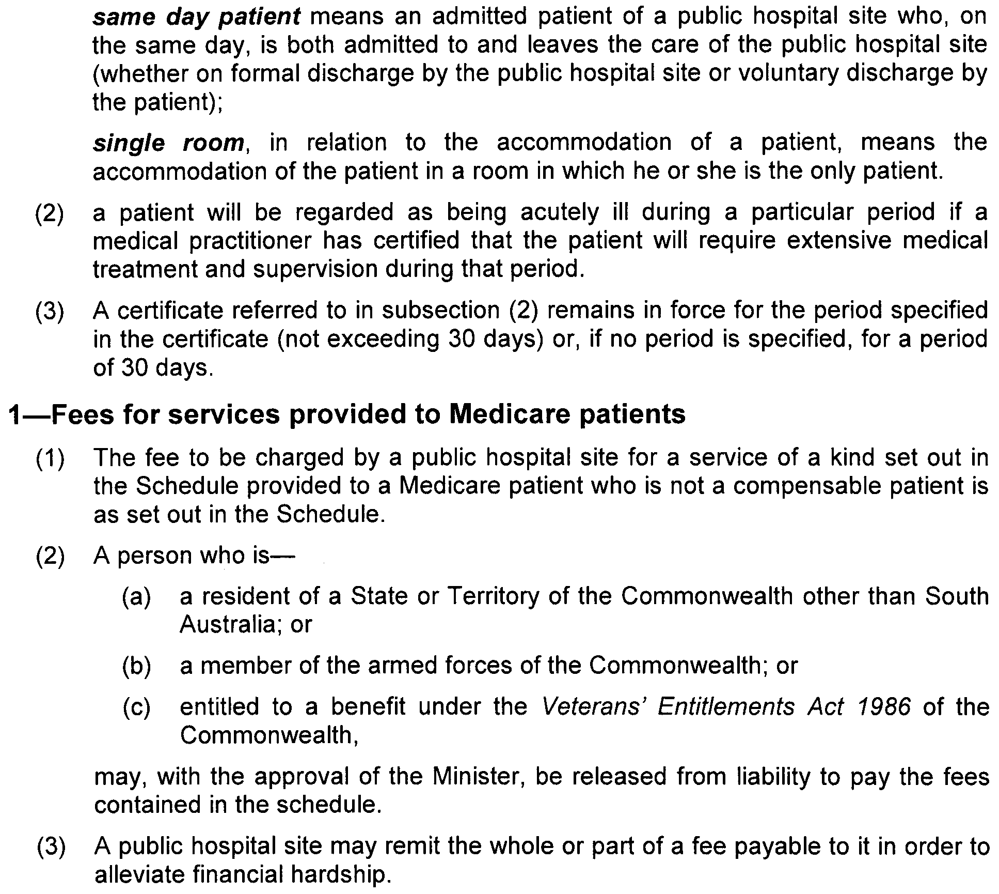 same day patient means an admitted patient of a public hospital site who, on
the same day, is both admitted to and leaves the care of the public hospital site
(whether on formal discharge by the public hospital site or voluntary discharge by
the patient);
single room, in relation to the accommodation of a patient, means the
accommodation of the patient in a room in which he or she is the only patient.
(2) a patient will be regarded as being acutely ill during a particular period if a
medical practitioner has certified that the patient will require extensive medical
treatment and supervision during that period.
(3) A certificate referred to in subsection (2) remains in force for the period specified
in the certificate (not exceeding 30 days) or, if no period is specified, for a period
of 30 days.
1—Fees for services provided to Medicare patients
(1) The fee to be charged by a public hospital site for a service of a kind set out in
the Schedule provided to a Medicare patient who is not a compensable patient is
as set out in the Schedule.
(2) A person who is—
(a) a resident of a State or Territory of the Commonwealth other than South
Australia; or
(b) a member of the armed forces of the Commonwealth; or
(c) entitled to a benefit under the Veterans' Entitlements Act 1986 of the
Commonwealth,
may, with the approval of the Minister, be released from liability to pay the fees
contained in the schedule.
(3) A public hospital site may remit the whole or part of a fee payable to it in order to
alleviate financial hardship.